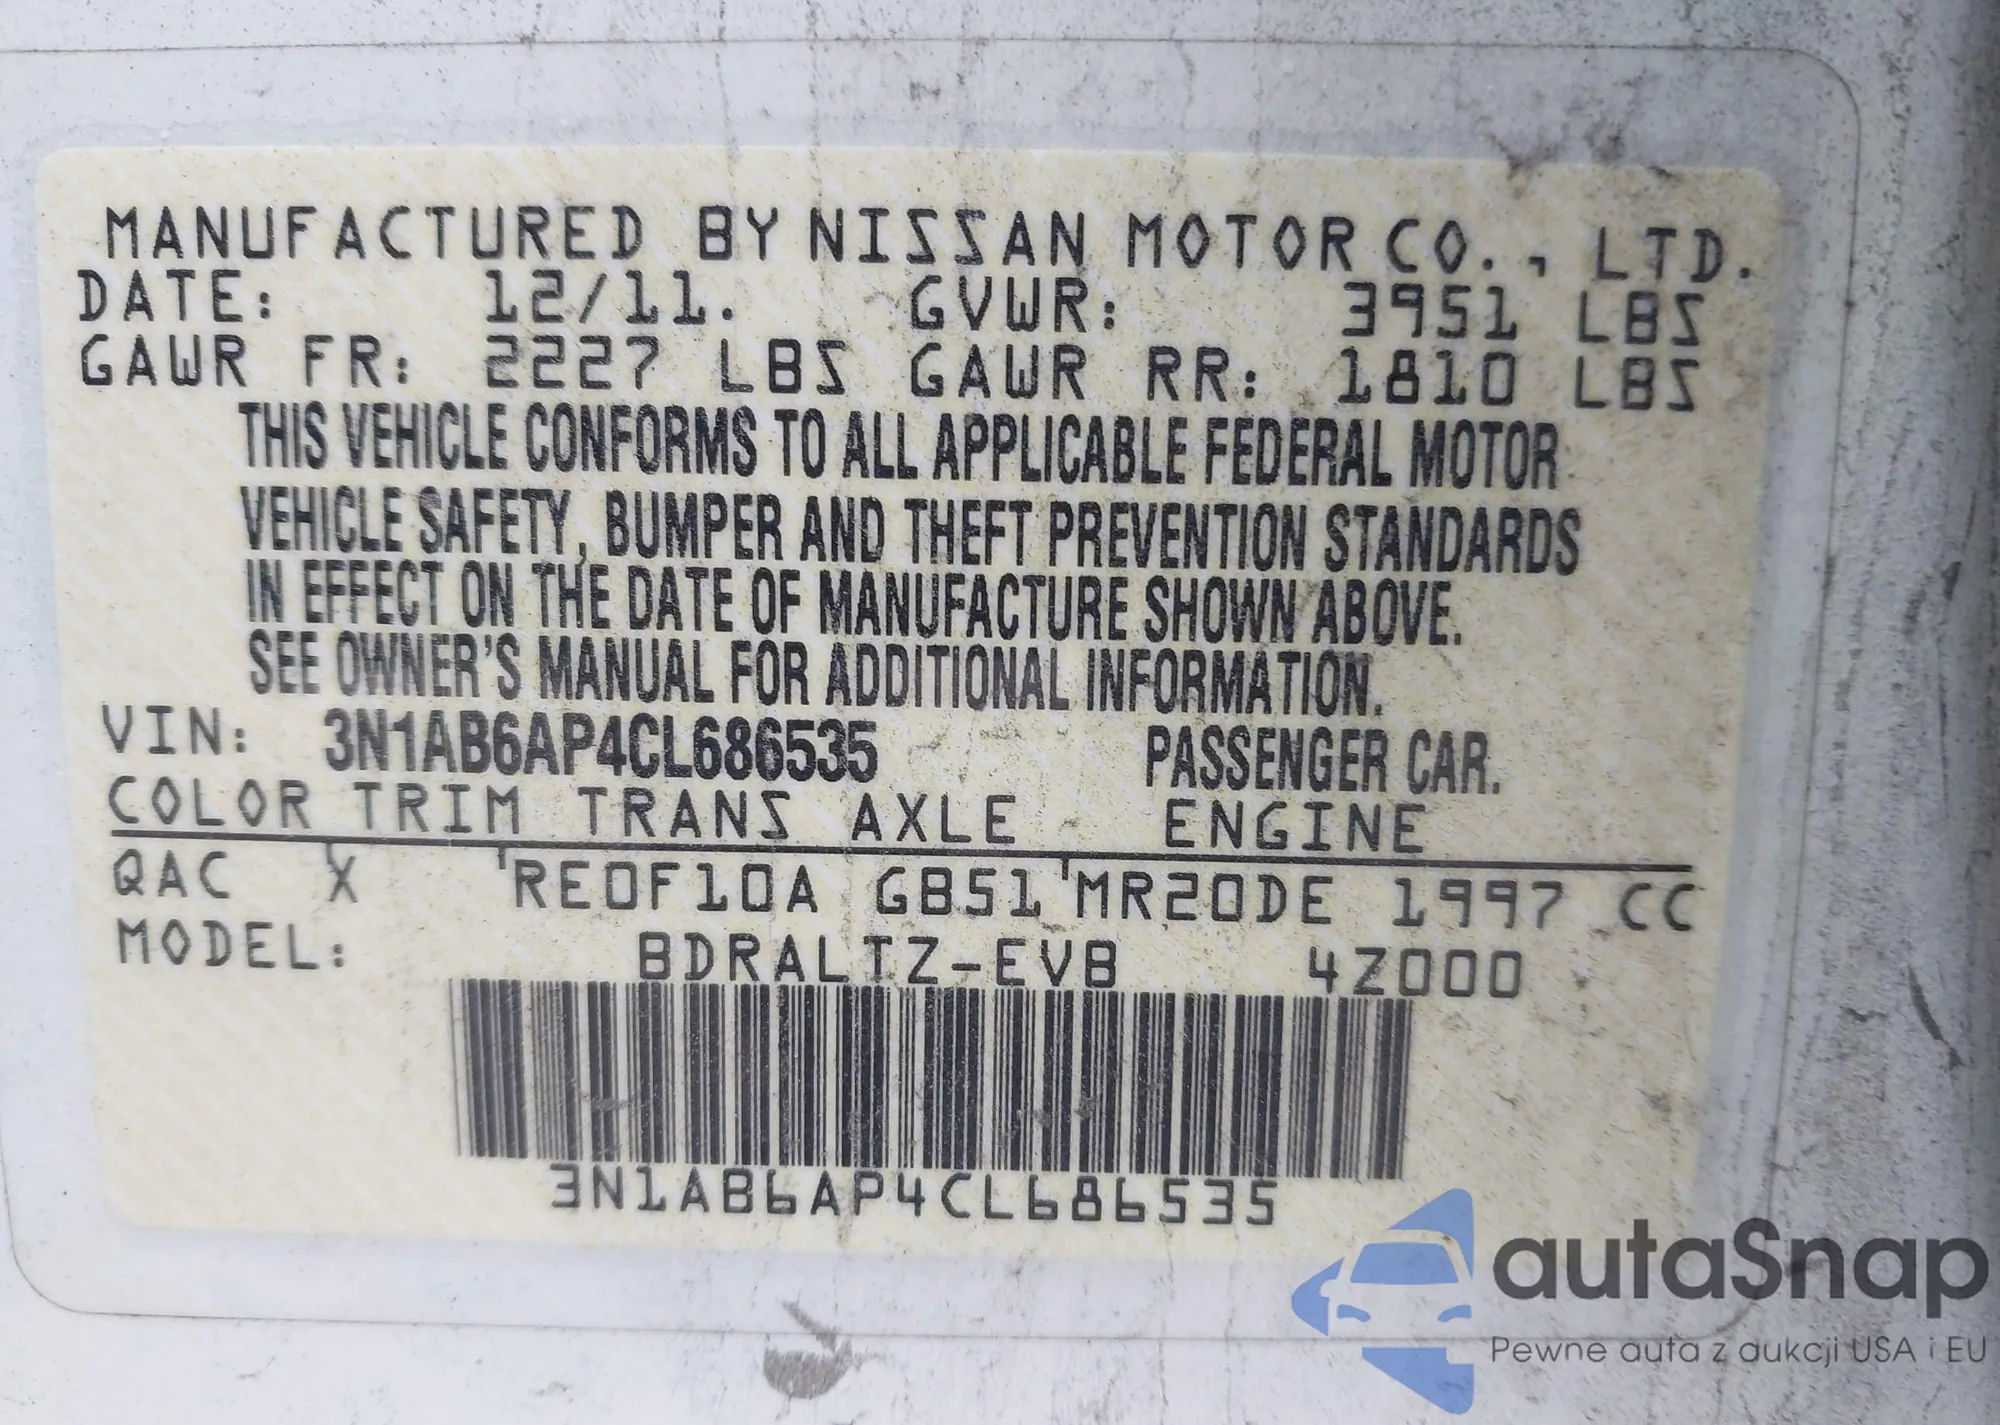 MANUFACTURED BY NISSAN MOTOR CO., LTD.
DATE: 12/11. GVWR: 3951 LBS
GAWR FR: 2227 LBS GAWR RR: 1810 LBS
THIS VEHICLE CONFORMS TO ALL APPLICABLE FEDERAL MOTOR
VEHICLE SAFETY, BUMPER AND THEFT PREVENTION STANDARDS
IN EFFECT ON THE DATE OF MANUFACTURE SHOWN ABOVE.
SEE OWNER'S MANUAL FOR ADDITIONAL INFORMATION.
VIN: 3N1AB6AP4CL686535 PASSENGER CAR.
COLOR TRIM TRANS AXLE ENGINE
QAC X RE0F10A GB51 MR20DE 1997 CC
MODEL: BDRALTZ-EVB 4Z000
3N1AB6AP4CL686535
autaSnap
Pewne auta z aukcji USA i EU